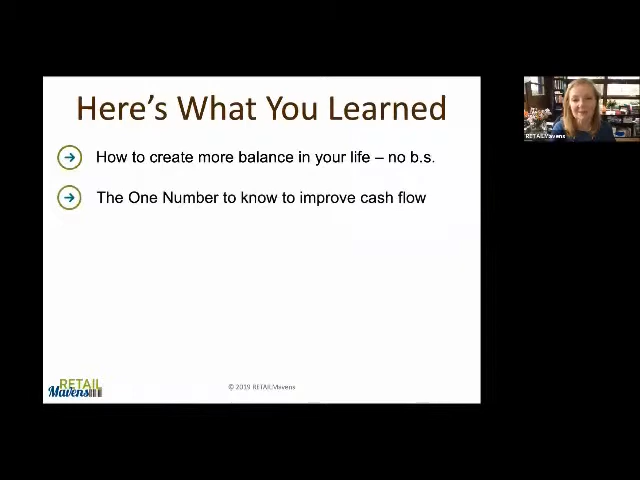 Here's What You Learned
How to create more balance in your life – no b.s.
The One Number to know to improve cash flow
RETAIL
Mavens
© 2019 RETAILMavens
RETAILMavens